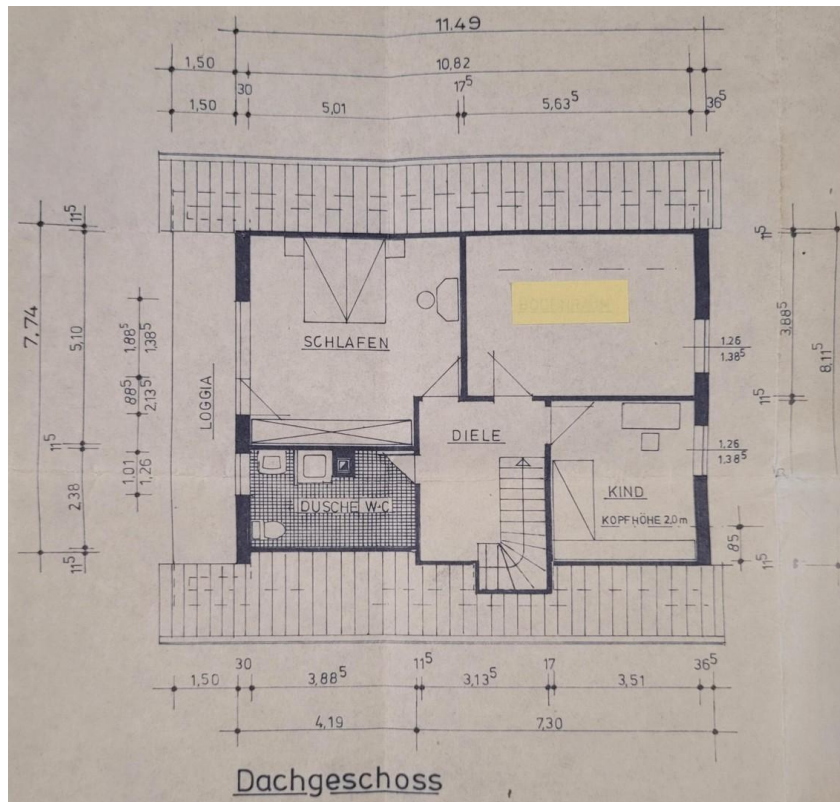 11.49
1,50 10,82
30 17⁵
1,50 5,01 5,63⁵ 36⁵
11⁵
7,74
5,10
1.88⁵
1,38⁵
88⁵
2,13⁵
11⁵
1,01
1,26
2,38
11⁵
LOGGIA
SCHLAFEN
DIELE
DUSCHE W-C
KIND
KOPFHÖHE 2,0 m
1.26
1,38⁵
1.26
1,38⁵
11⁵
3.88⁵
8,11⁵
11⁵
85
11⁵
30 11⁵ 17 36⁵
1,50 3,88⁵ 3,13⁵ 3,51
4,19 7,30
Dachgeschoss